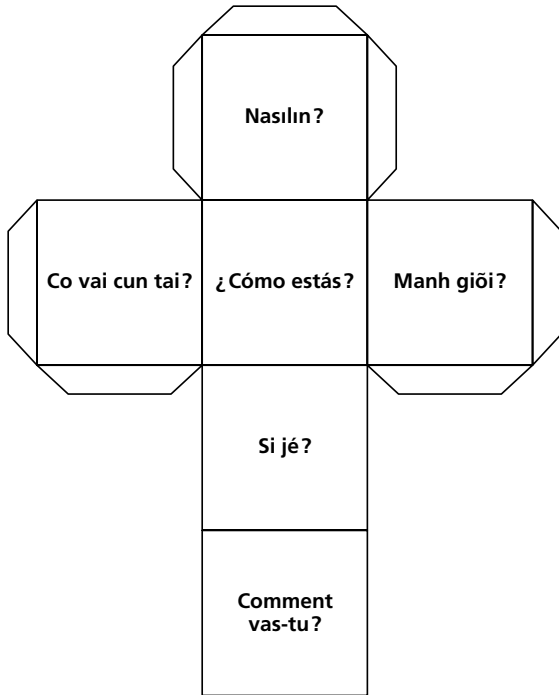 Nasılın?
Co vai cun tai? ¿Cómo estás? Manh giõi?
Si jé?
Comment
vas-tu?